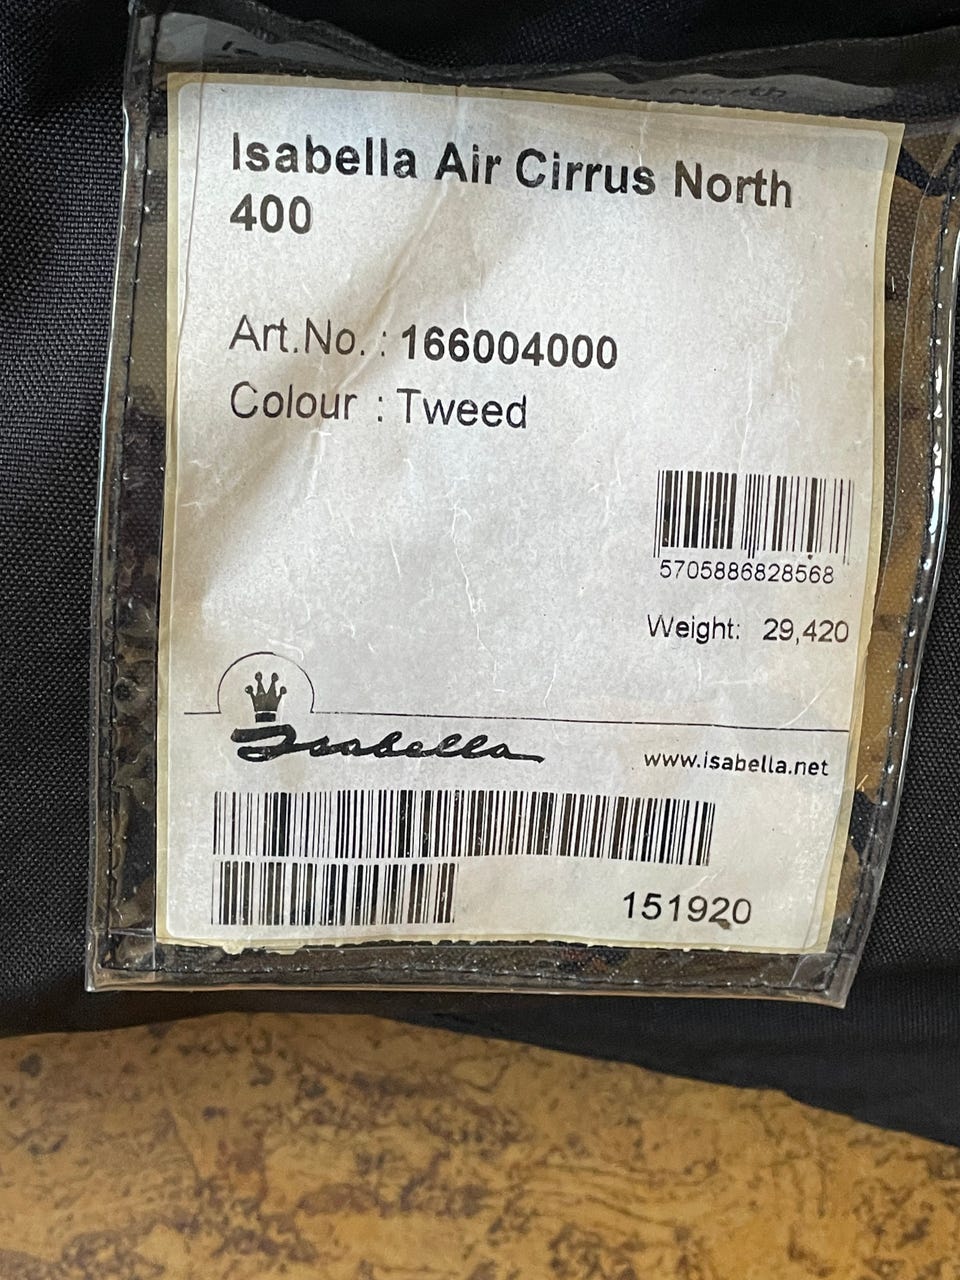 Isabella Air Cirrus North
400
Art.No. : 166004000
Colour : Tweed
5705886828568
Weight: 29,420
Isabella
www.isabella.net
151920